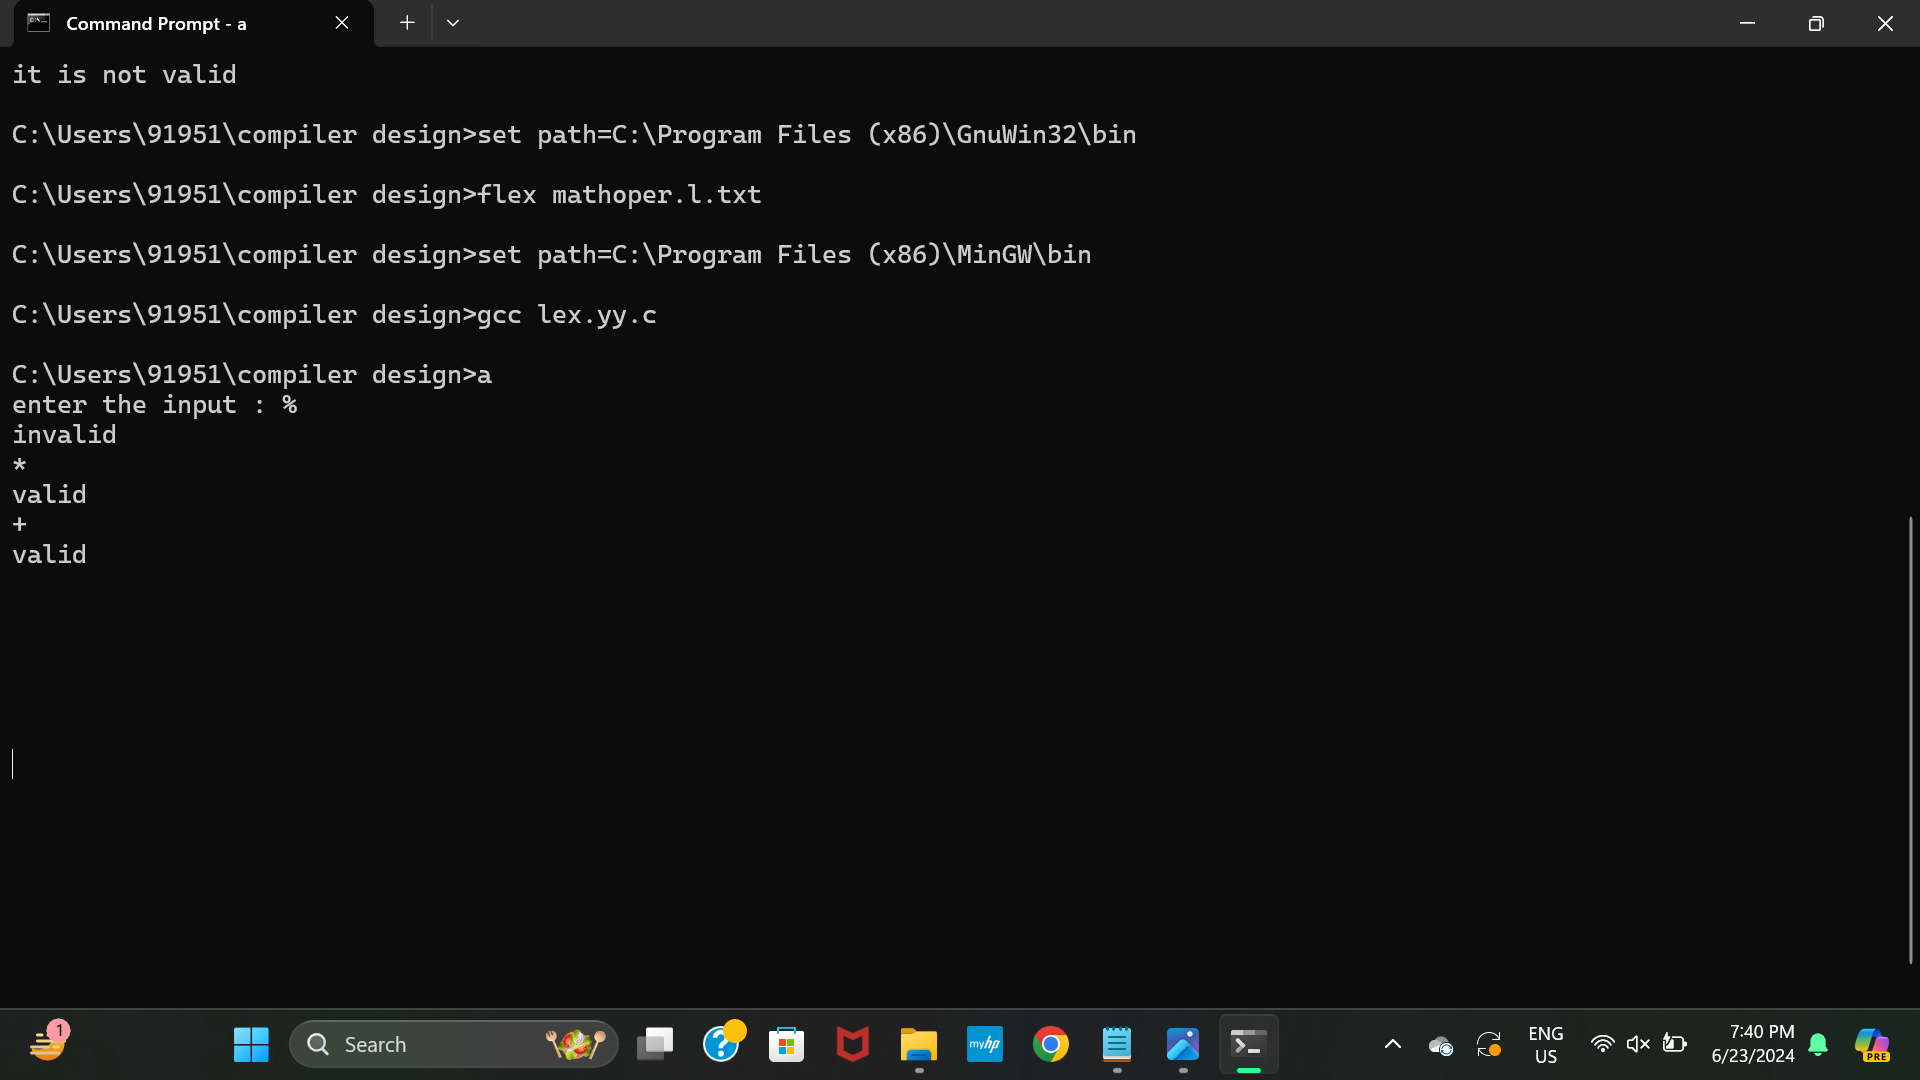 Command Prompt - a
it is not valid
C:\Users\91951\compiler design>set path=C:\Program Files (x86)\GnuWin32\bin
C:\Users\91951\compiler design>flex mathoper.l.txt
C:\Users\91951\compiler design>set path=C:\Program Files (x86)\MinGW\bin
C:\Users\91951\compiler design>gcc lex.yy.c
C:\Users\91951\compiler design>a
enter the input : %
invalid
*
valid
+
valid
1
Search
myhp
ENG
US
7:40 PM
6/23/2024
PRE